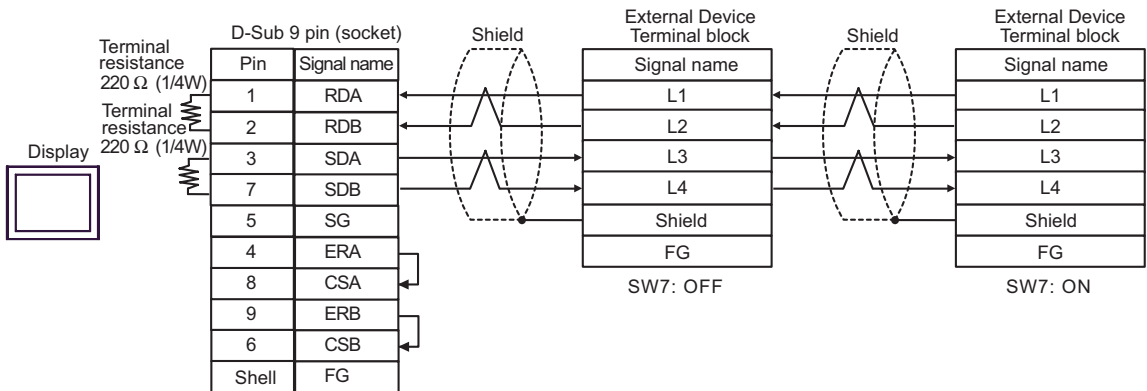 Display
Terminal
resistance
220 Ω (1/4W)
Terminal
resistance
220 Ω (1/4W)
D-Sub 9 pin (socket)
Pin Signal name
1 RDA
2 RDB
3 SDA
7 SDB
5 SG
4 ERA
8 CSA
9 ERB
6 CSB
Shell FG
Shield
External Device
Terminal block
Signal name
L1
L2
L3
L4
Shield
FG
SW7: OFF
Shield
External Device
Terminal block
Signal name
L1
L2
L3
L4
Shield
FG
SW7: ON